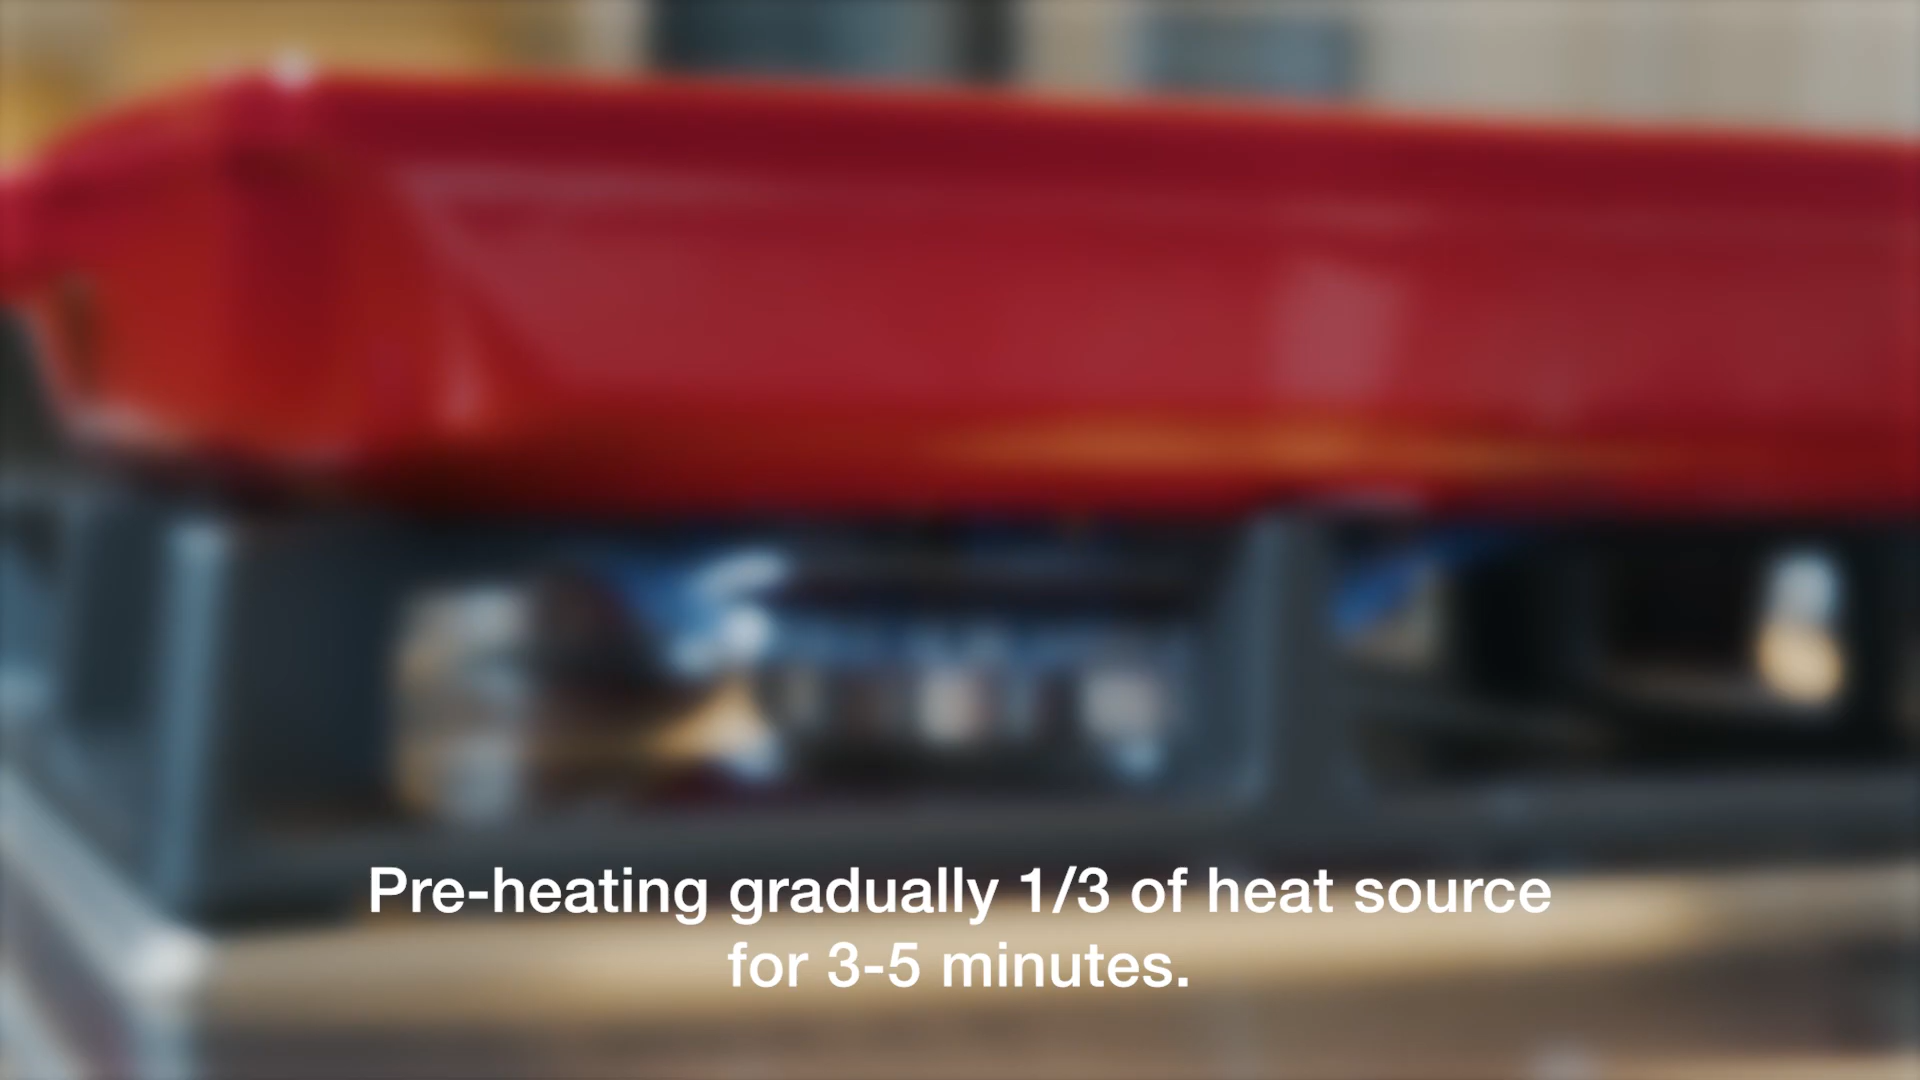 Pre-heating gradually 1/3 of heat source
for 3-5 minutes.